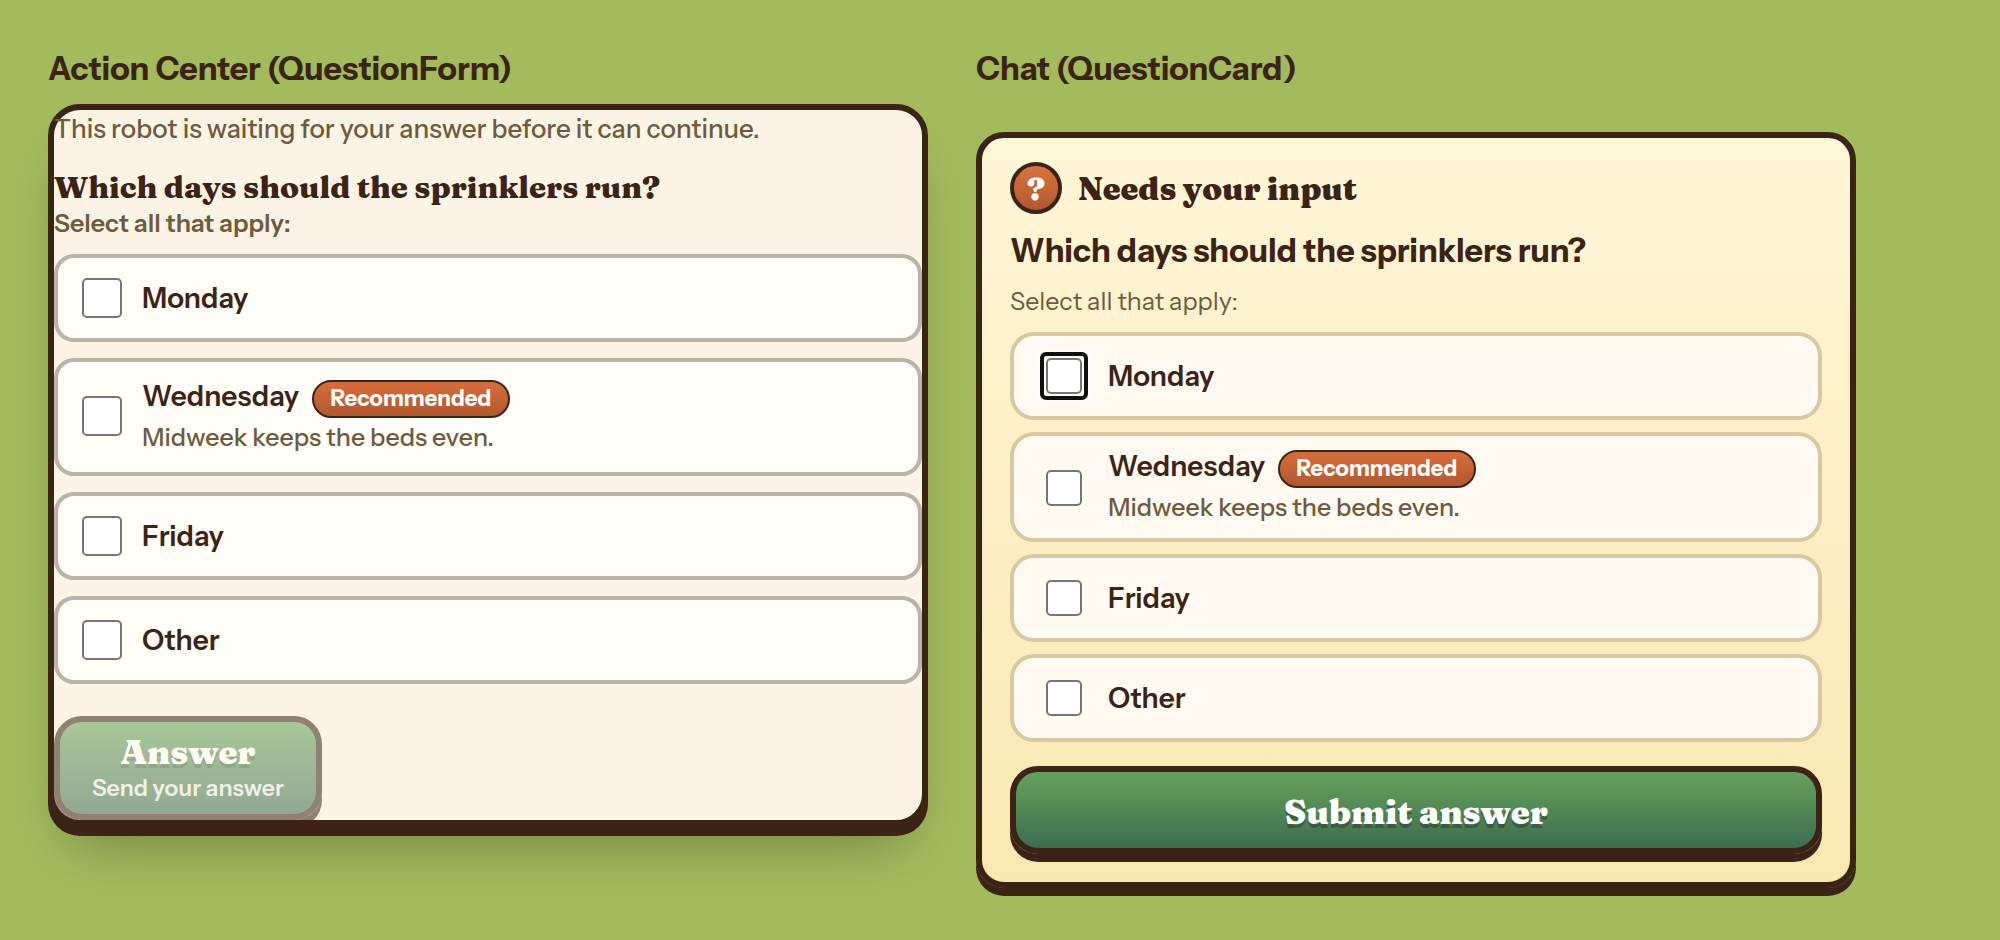 Action Center (QuestionForm)
This robot is waiting for your answer before it can continue.
Which days should the sprinklers run?
Select all that apply:
Monday
Wednesday Recommended
Midweek keeps the beds even.
Friday
Other
Answer
Send your answer
Chat (QuestionCard)
? Needs your input
Which days should the sprinklers run?
Select all that apply:
Monday
Wednesday Recommended
Midweek keeps the beds even.
Friday
Other
Submit answer